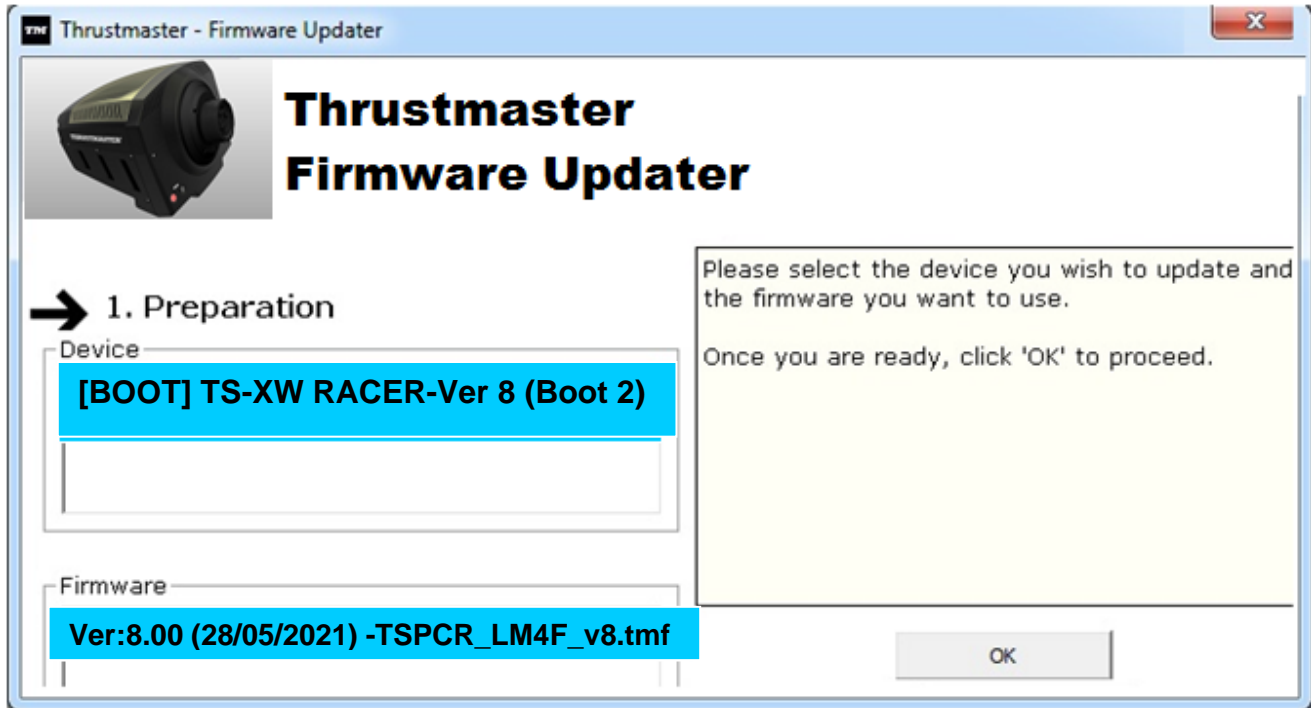 TM Thrustmaster - Firmware Updater
Thrustmaster
Firmware Updater
1. Preparation
Device
[BOOT] TS-XW RACER-Ver 8 (Boot 2)
Firmware
Ver:8.00 (28/05/2021) -TSPCR_LM4F_v8.tmf
Please select the device you wish to update and
the firmware you want to use.
Once you are ready, click 'OK' to proceed.
OK